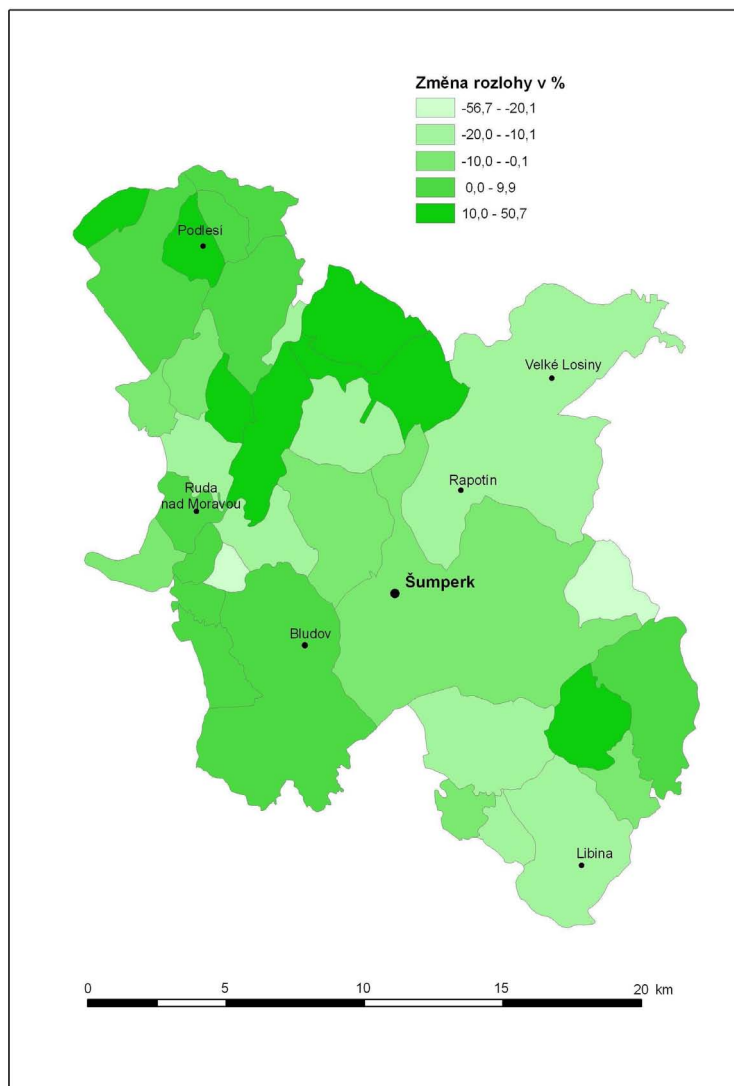 Změna rozlohy v %
-56,7 - -20,1
-20,0 - -10,1
-10,0 - -0,1
0,0 - 9,9
10,0 - 50,7
Podlesí
Velké Losiny
Rapotín
Ruda
nad Moravou
Šumperk
Bludov
Libina
0 5 10 15 20 km